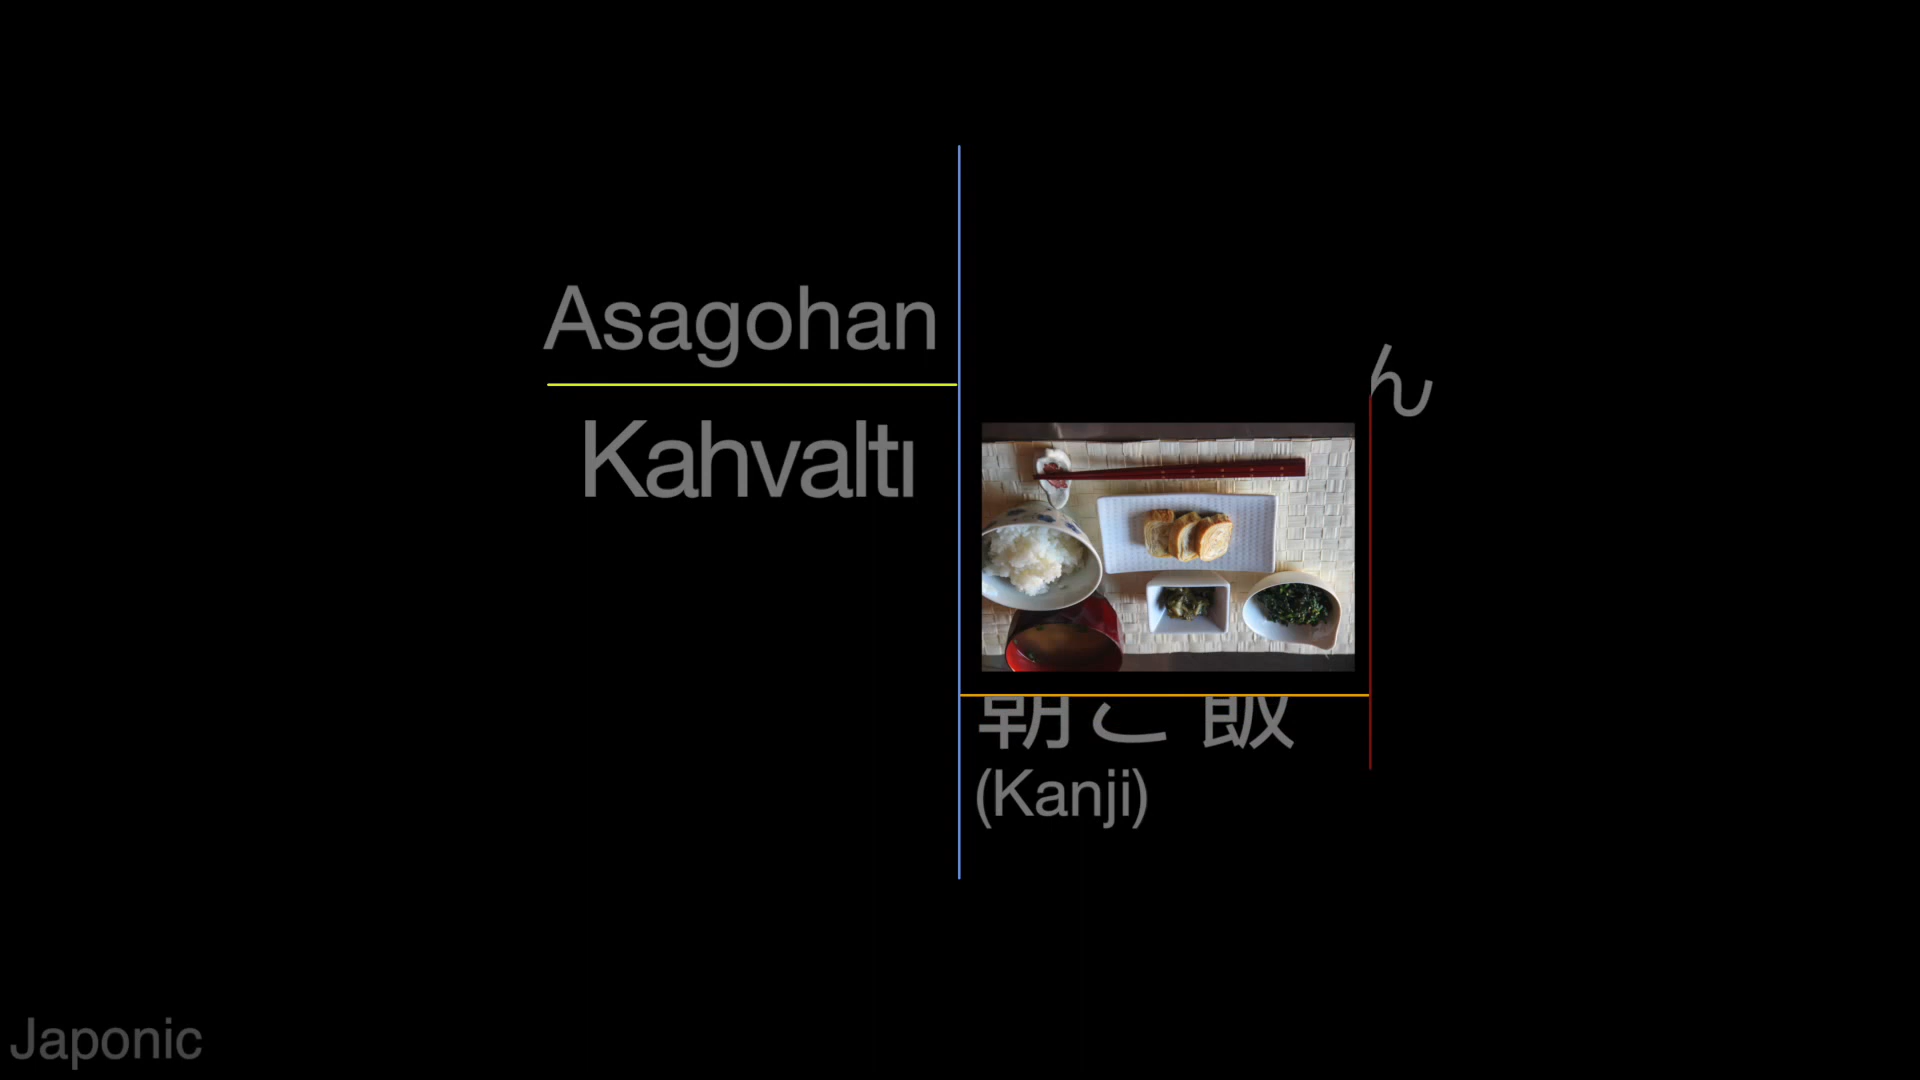 Asagohan
Kahvaltı
ん
朝ご飯
(Kanji)
Japonic